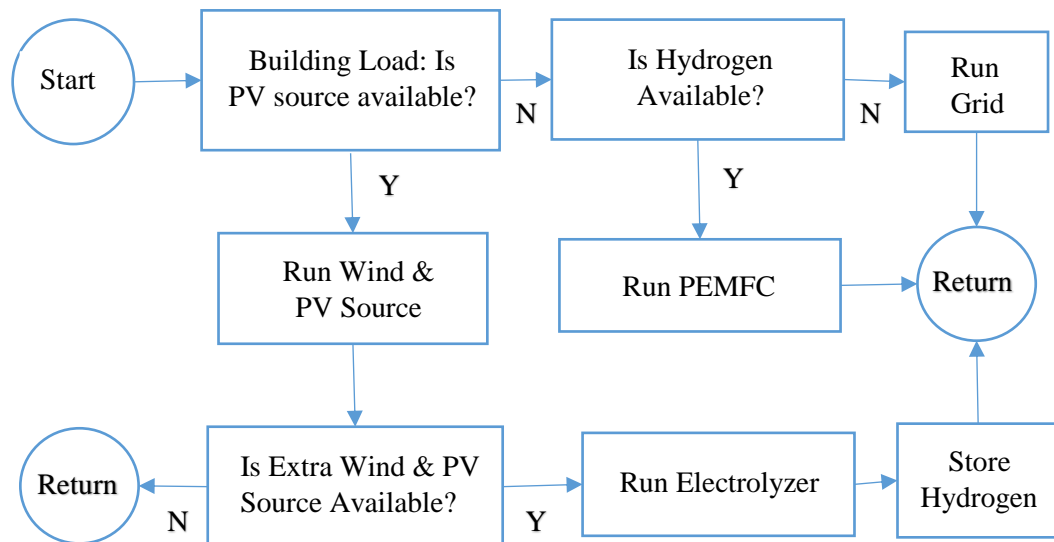 Start
Building Load: Is
PV source available?
N
Is Hydrogen
Available?
N
Run
Grid
Y
Y
Run Wind &
PV Source
Run PEMFC
Return
Return
N
Is Extra Wind & PV
Source Available?
Y
Run Electrolyzer
Store
Hydrogen